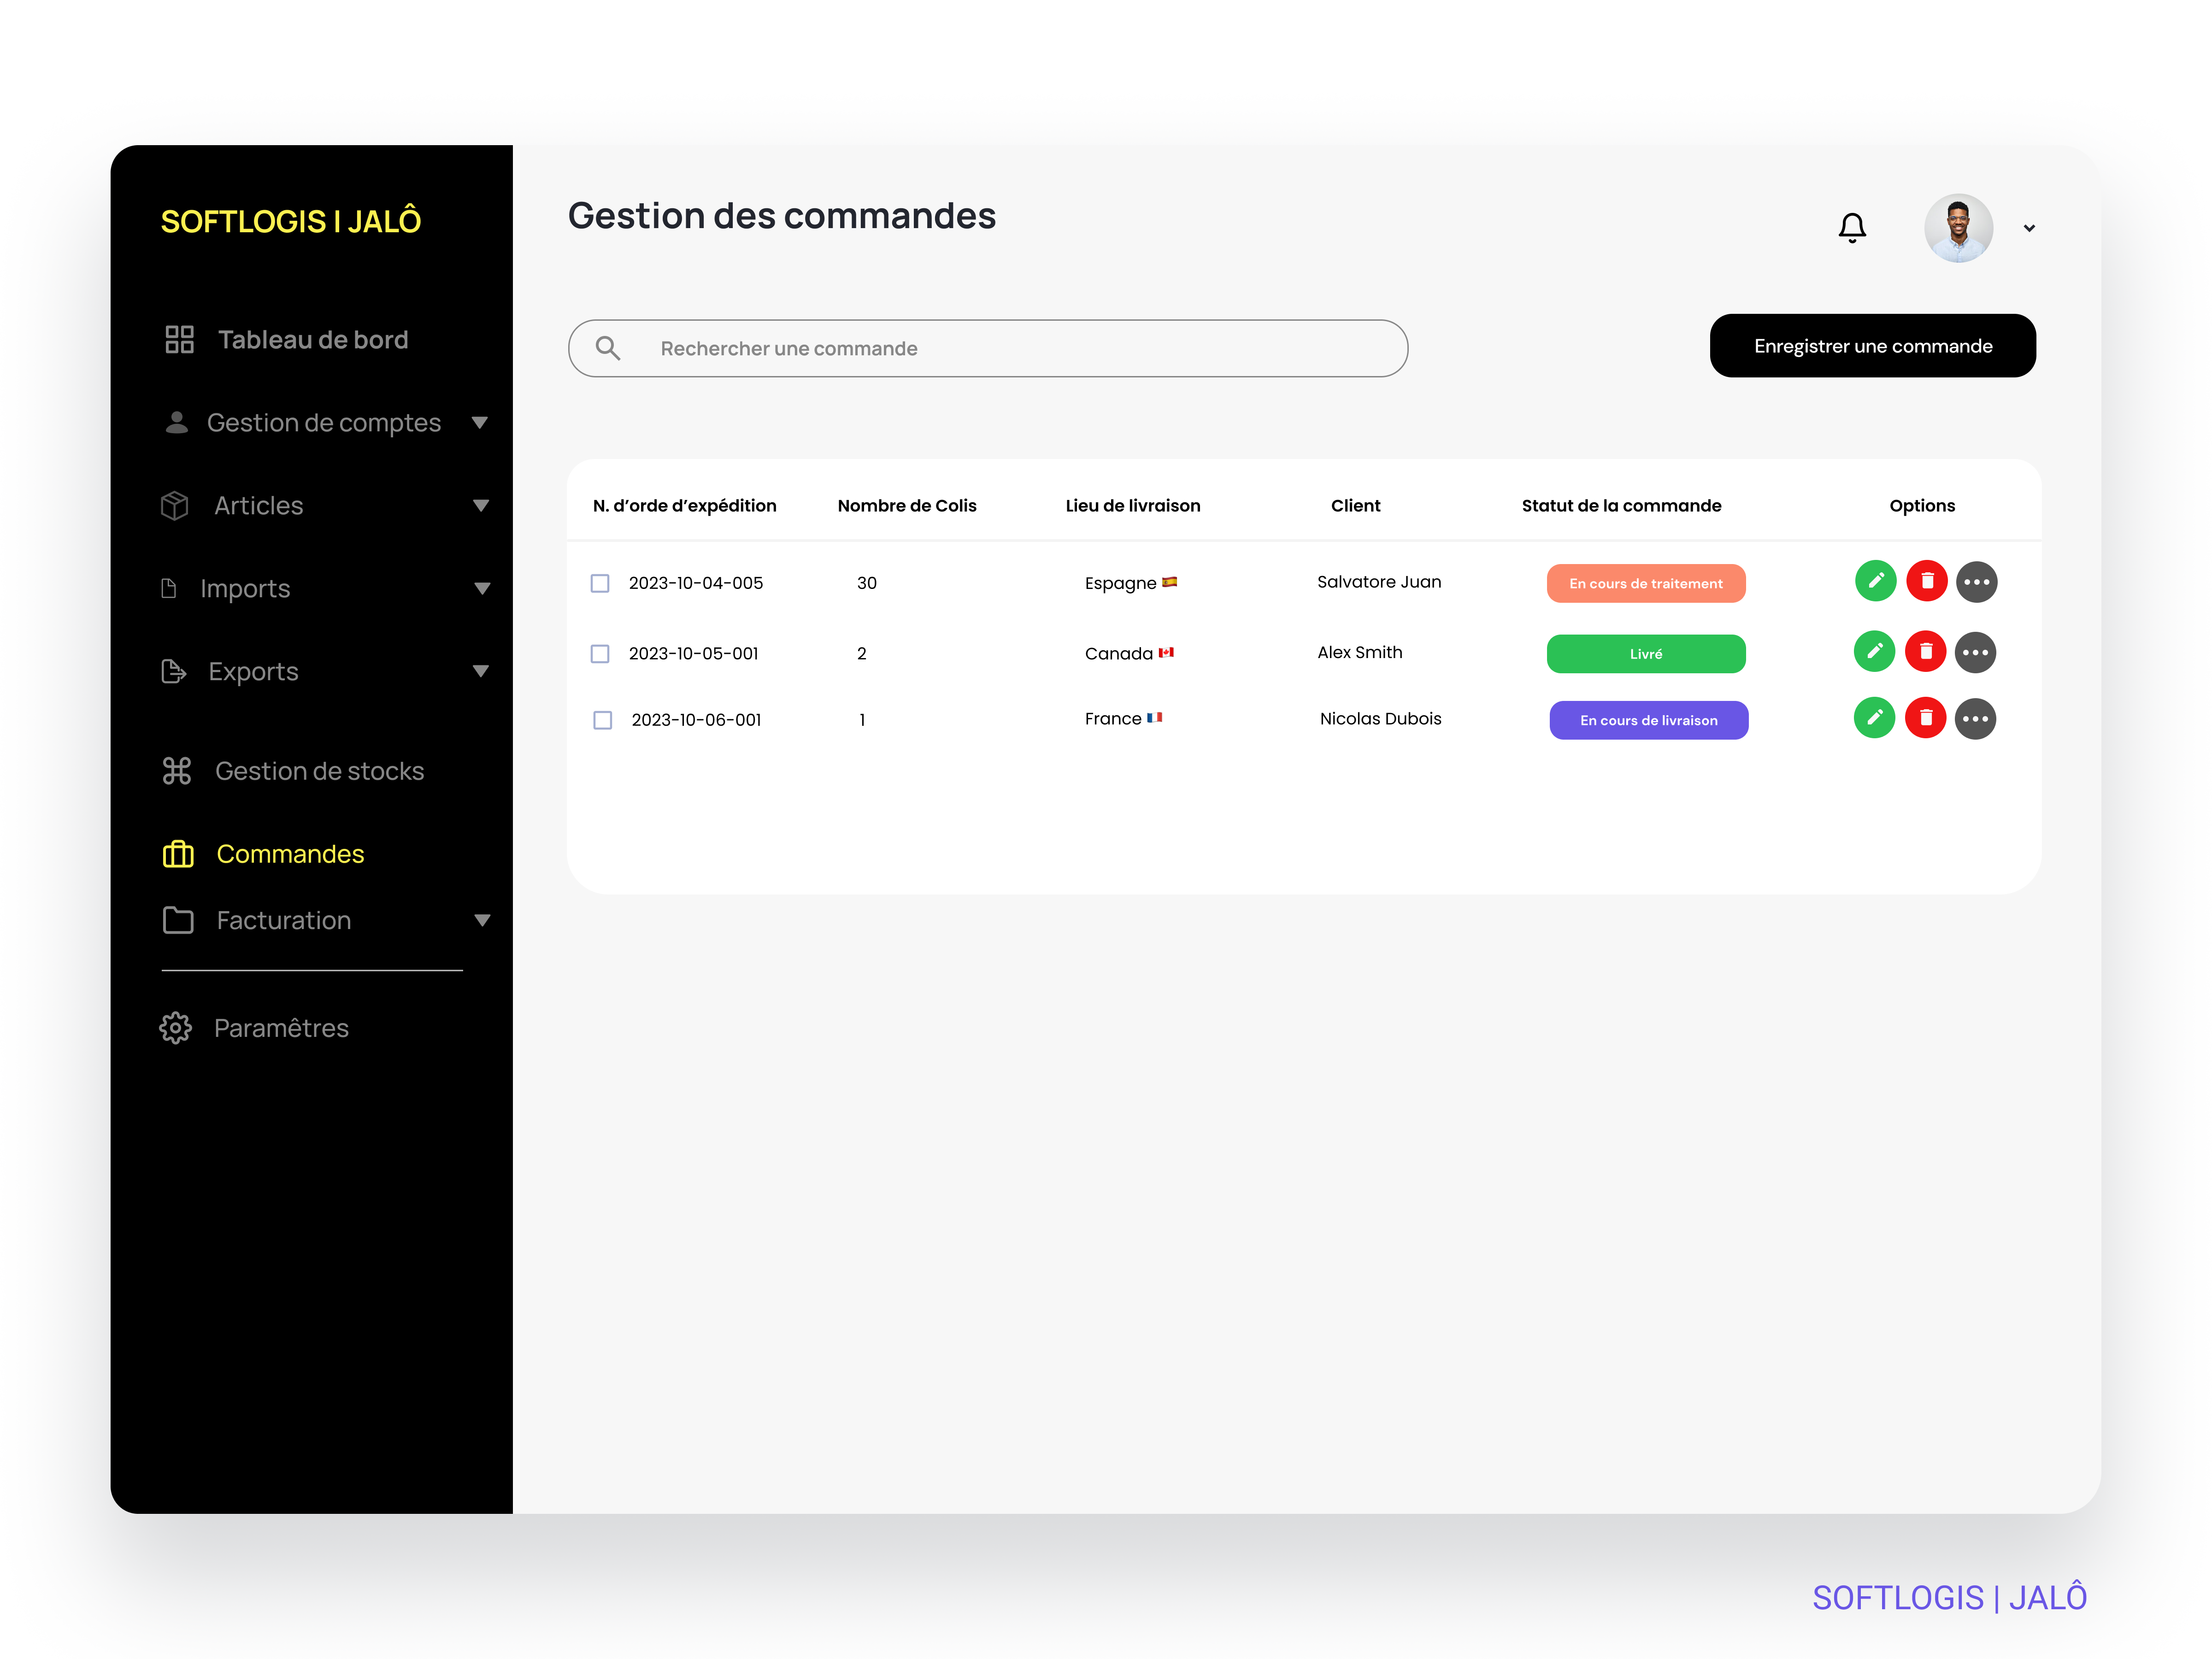 SOFTLOGIS | JALÔ
Tableau de bord
Gestion de comptes
Articles
Imports
Exports
Gestion de stocks
Commandes
Facturation
Paramêtres
Gestion des commandes
Rechercher une commande
Enregistrer une commande
N. d’orde d’expédition Nombre de Colis Lieu de livraison Client Statut de la commande Options
2023-10-04-005 30 Espagne Salvatore Juan En cours de traitement
2023-10-05-001 2 Canada Alex Smith Livré
2023-10-06-001 1 France Nicolas Dubois En cours de livraison
SOFTLOGIS | JALÔ